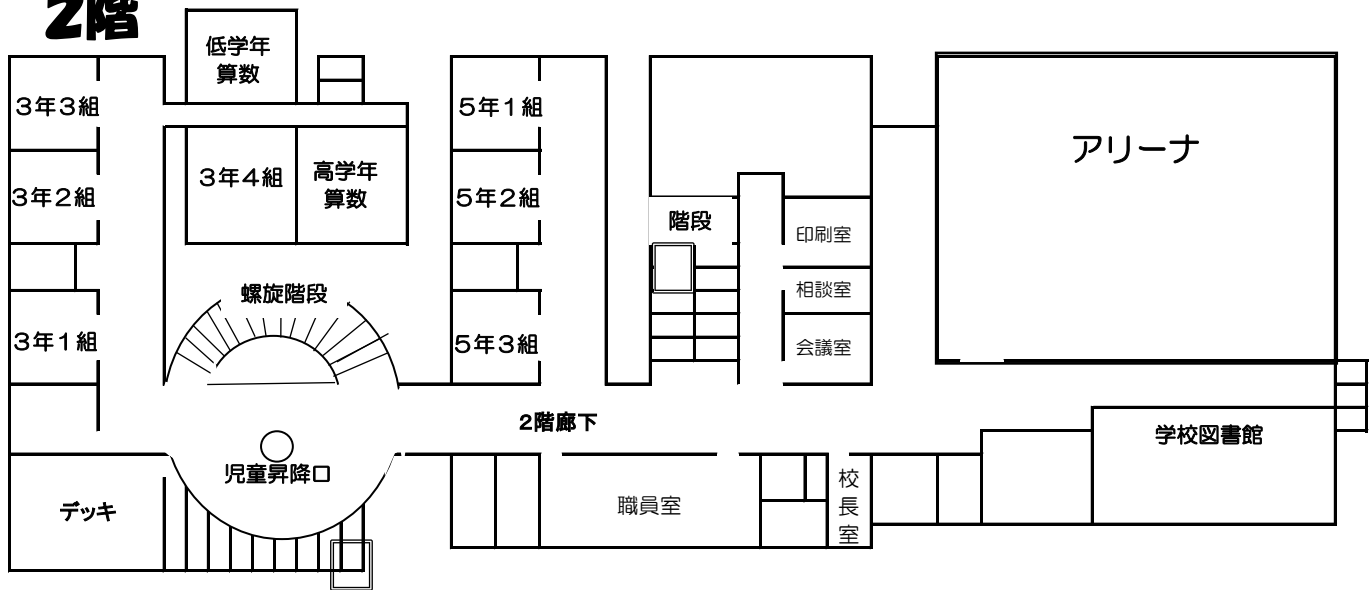 2階
低学年
算数
3年3組
5年1組
アリーナ
3年4組
高学年
算数
3年2組
5年2組
階段
印刷室
螺旋階段
相談室
3年1組
5年3組
会議室
2階廊下
学校図書館
児童昇降口
デッキ
職員室
校
長
室